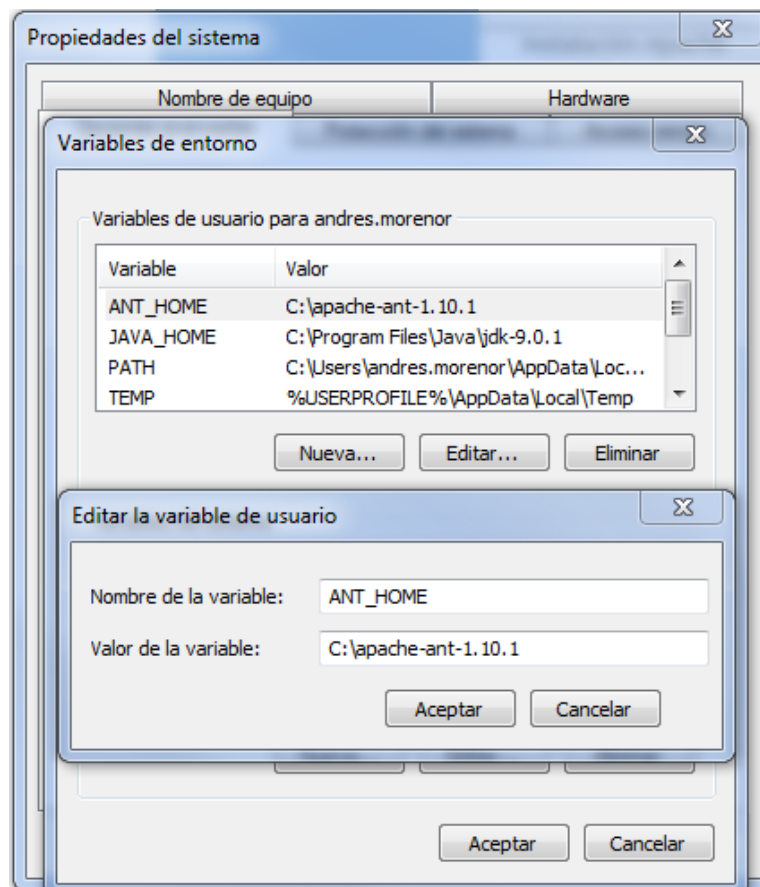 Propiedades del sistema
Nombre de equipo Hardware
Variables de entorno
Variables de usuario para andres.morenor
Variable Valor
ANT_HOME C:\apache-ant-1.10.1
JAVA_HOME C:\Program Files\Java\jdk-9.0.1
PATH C:\Users\andres.morenor\AppData\Loc...
TEMP %USERPROFILE%\AppData\Local\Temp
Nueva... Editar... Eliminar
Editar la variable de usuario
Nombre de la variable: ANT_HOME
Valor de la variable: C:\apache-ant-1.10.1
Aceptar Cancelar
Aceptar Cancelar